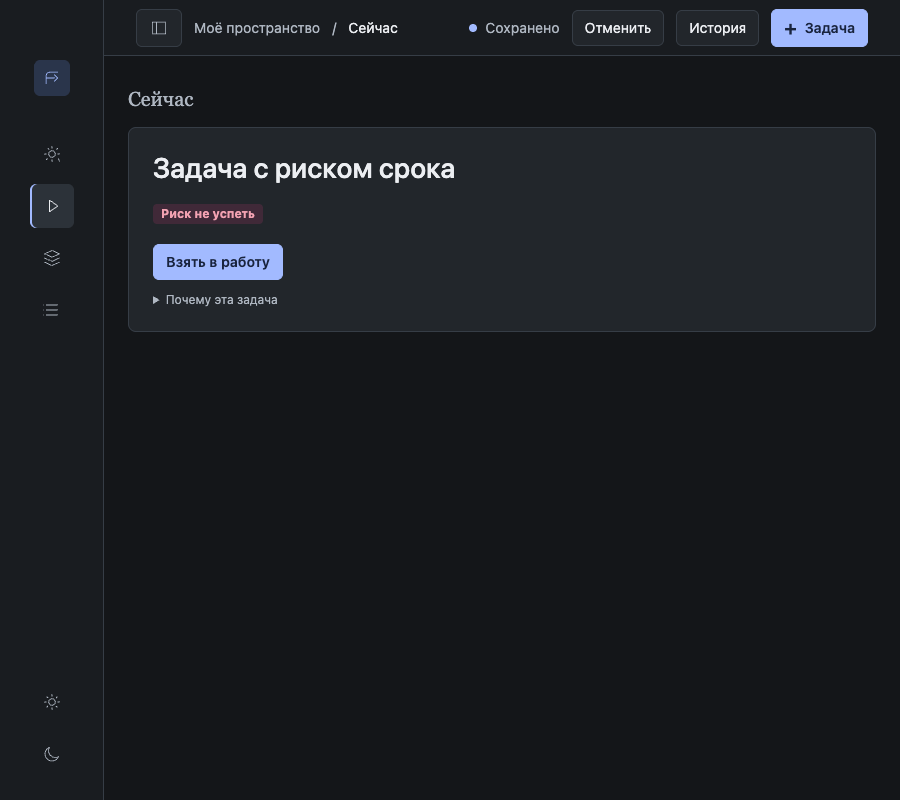 Моё пространство / Сейчас
Сохранено
Отменить
История
+ Задача
Сейчас
Задача с риском срока
Риск не успеть
Взять в работу
Почему эта задача